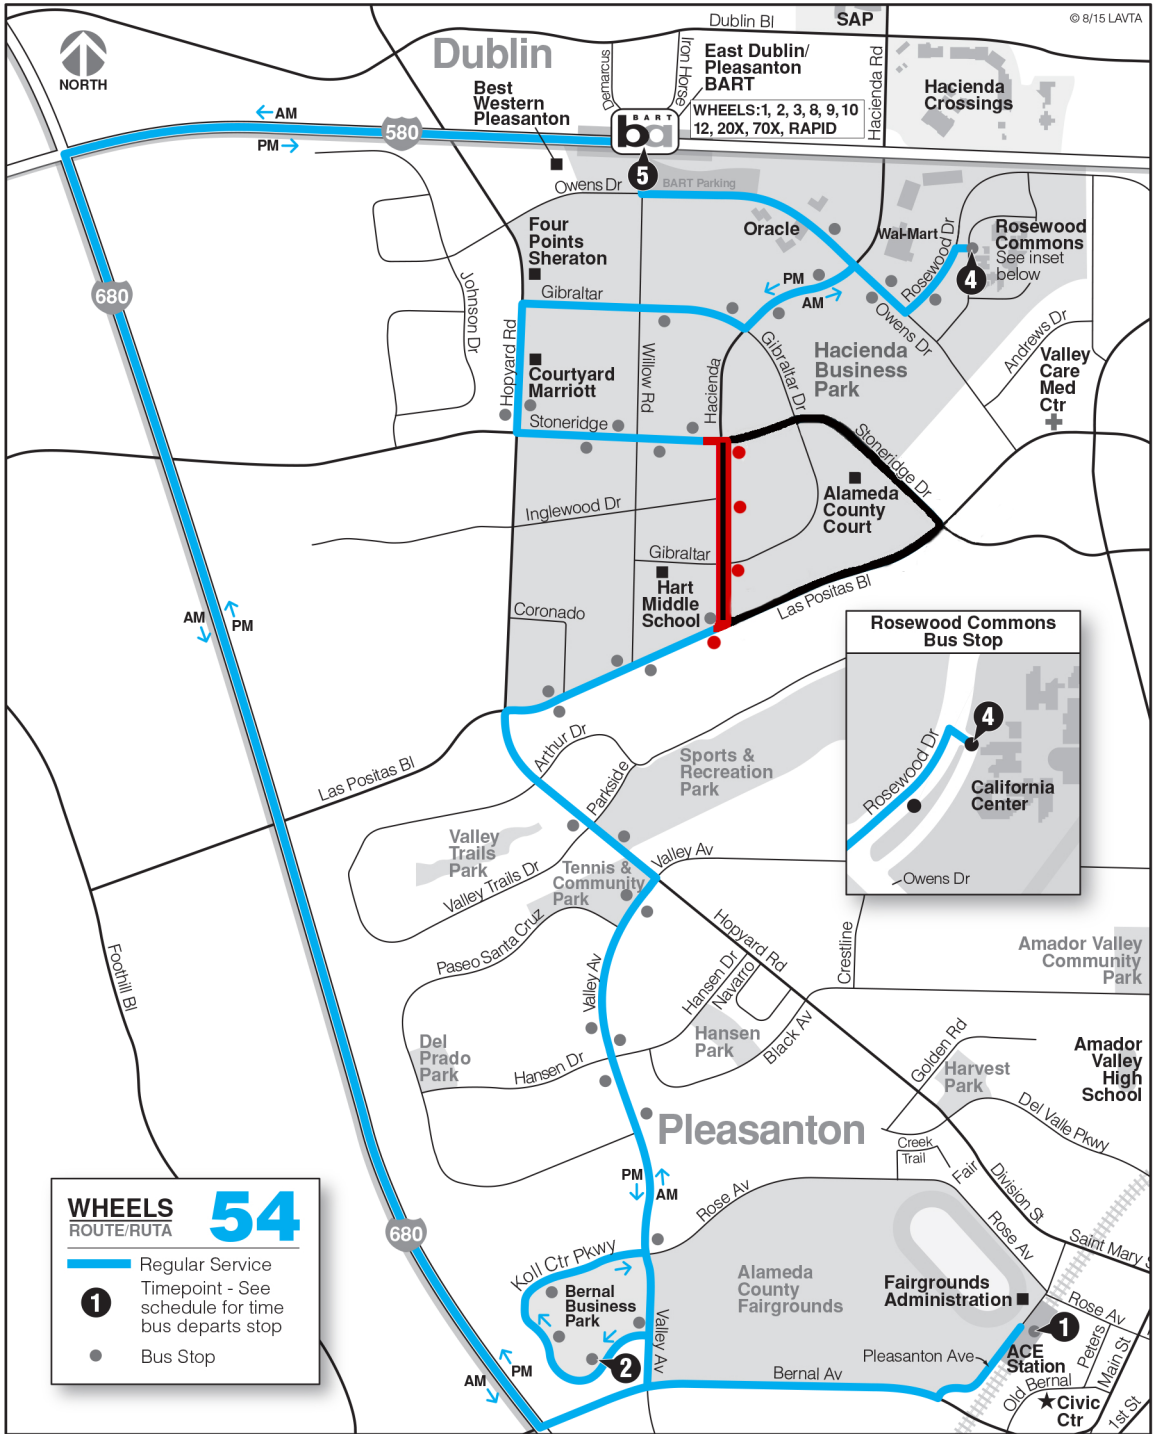 Dublin Bl
SAP
© 8/15 LAVTA
NORTH
Dublin
Demarcus
Iron Horse
East Dublin/
Pleasanton
BART
Hacienda Rd
Hacienda
Crossings
Best
Western
Pleasanton
WHEELS:1, 2, 3, 8, 9, 10
12, 20X, 70X, RAPID
BART
ba
AM
PM
580
5
BART Parking
Owens Dr
Four
Points
Sheraton
Oracle
Wal-Mart
Rosewood Dr
Rosewood
Commons
See inset
below
4
680
Johnson Dr
Gibraltar
PM
AM
Owens Dr
Hopyard Rd
Courtyard
Marriott
Willow Rd
Hacienda
Gibraltar Dr
Hacienda
Business
Park
Andrews Dr
Valley
Care
Med
Ctr
Stoneridge
Stoneridge Dr
Alameda
County
Court
Inglewood Dr
Gibraltar
Hart
Middle
School
Las Positas Bl
Coronado
AM
PM
Rosewood Commons
Bus Stop
4
Rosewood Dr
California
Center
Owens Dr
Arthur Dr
Las Positas Bl
Parkside
Sports &
Recreation
Park
Valley
Trails
Park
Valley Trails Dr
Tennis &
Community
Park
Valley Av
Paseo Santa Cruz
Hopyard Rd
Crestline
Amador Valley
Community
Park
Foothill Bl
Valley Av
Hansen Dr
Navarro
Hansen
Park
Black Av
Del
Prado
Park
Hansen Dr
Golden Rd
Harvest
Park
Amador
Valley
High
School
Del Valle Pkwy
Pleasanton
Creek
Trail
Fair
Division St
PM
AM
Rose Av
Rose Av
Saint Mary S
WHEELS
ROUTE/RUTA
54
Regular Service
1
Timepoint - See
schedule for time
bus departs stop
Bus Stop
680
Koll Ctr Pkwy
Bernal
Business
Park
2
Valley Av
Alameda
County
Fairgrounds
Fairgrounds
Administration
Rose Av
1
ACE
Station
Peters
Main St
Pleasanton Ave
Old Bernal
Bernal Av
Civic
Ctr
1st St
AM
PM